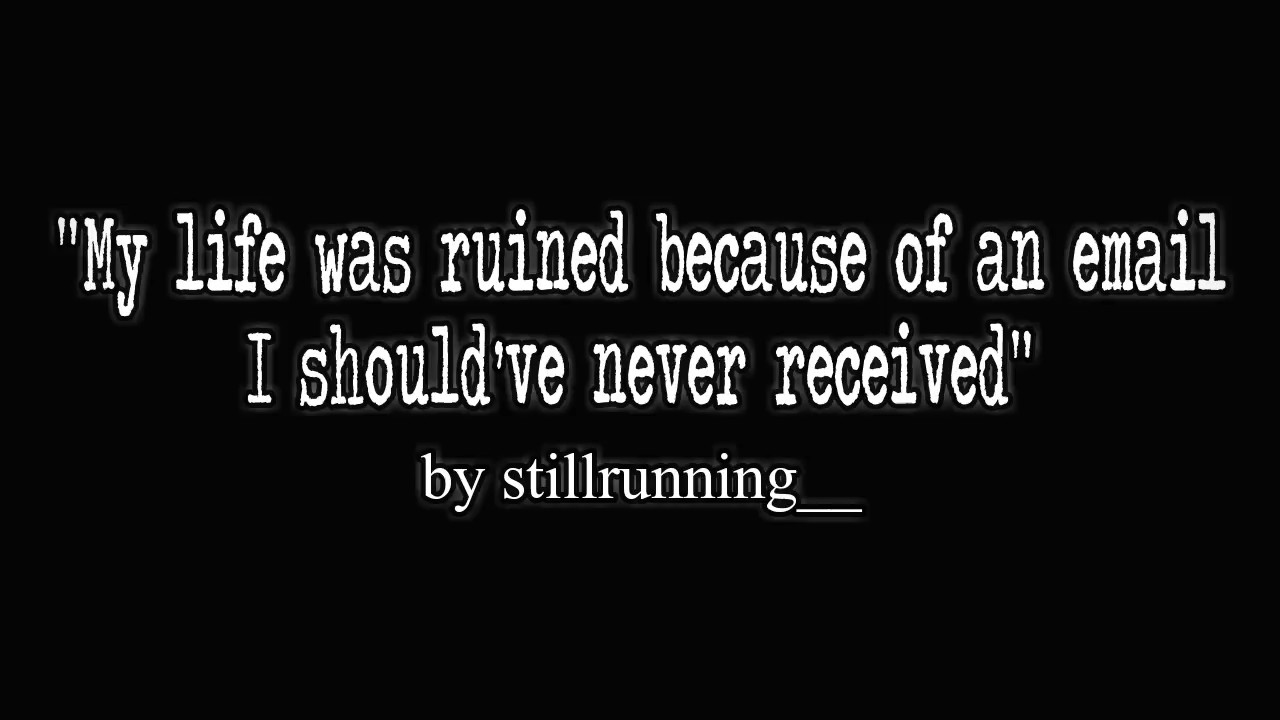 "My life was ruined because of an email
I should've never received"
by stillrunning__